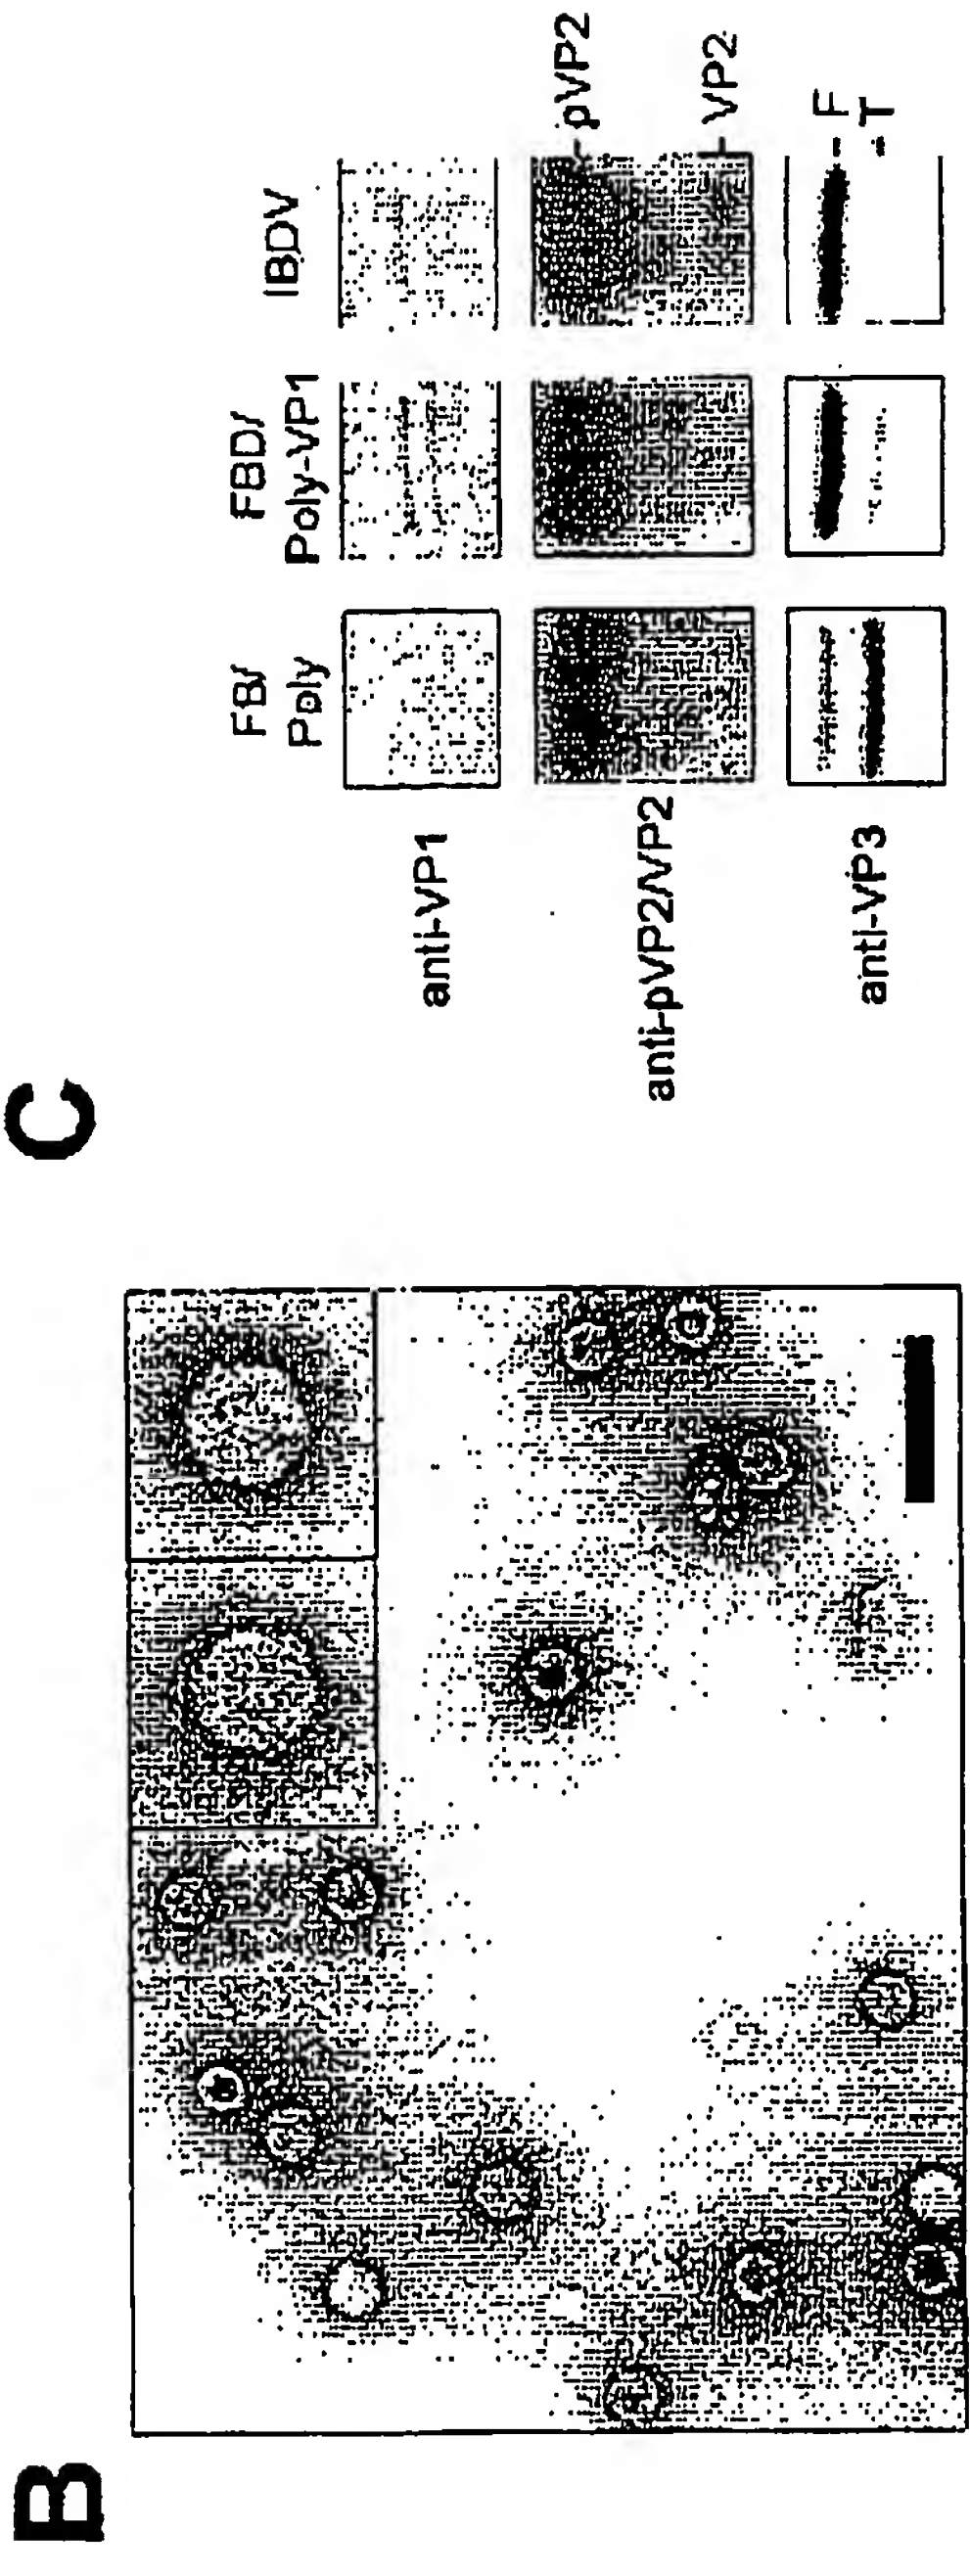 B
C
FB/
Poly
FBD/
Poly-VP1
IBDV
anti-VP1
anti-pVP2/VP2
pVP2
VP2
anti-VP3
F
T